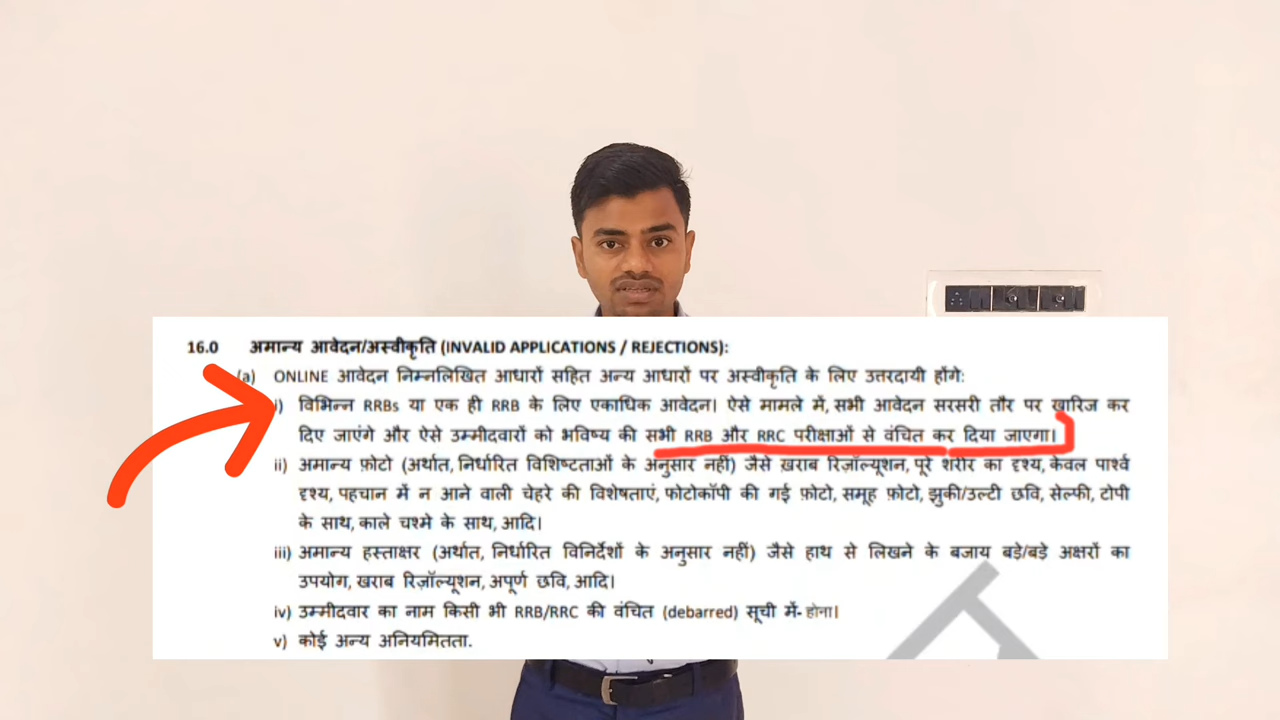 16.0 अमान्य आवेदन/अस्वीकृति (INVALID APPLICATIONS / REJECTIONS):
(a) ONLINE आवेदन निम्नलिखित आधारों सहित अन्य आधारों पर अस्वीकृति के लिए उत्तरदायी होंगे:
i) विभिन्न RRBs या एक ही RRB के लिए एकाधिक आवेदन। ऐसे मामले में, सभी आवेदन सरसरी तौर पर खारिज कर
दिए जाएंगे और ऐसे उम्मीदवारों को भविष्य की सभी RRB और RRC परीक्षाओं से वंचित कर दिया जाएगा।
ii) अमान्य फ़ोटो (अर्थात, निर्धारित विशिष्टताओं के अनुसार नहीं) जैसे ख़राब रिज़ॉल्यूशन, पूरे शरीर का दृश्य, केवल पार्श्व
दृश्य, पहचान में न आने वाली चेहरे की विशेषताएं, फोटोकॉपी की गई फ़ोटो, समूह फ़ोटो, झुकी/उल्टी छवि, सेल्फी, टोपी
के साथ, काले चश्मे के साथ, आदि।
iii) अमान्य हस्ताक्षर (अर्थात, निर्धारित विनिर्देशों के अनुसार नहीं) जैसे हाथ से लिखने के बजाय बड़े/बड़े अक्षरों का
उपयोग, खराब रिज़ॉल्यूशन, अपूर्ण छवि, आदि।
iv) उम्मीदवार का नाम किसी भी RRB/RRC की वंचित (debarred) सूची में- होना।
v) कोई अन्य अनियमितता.